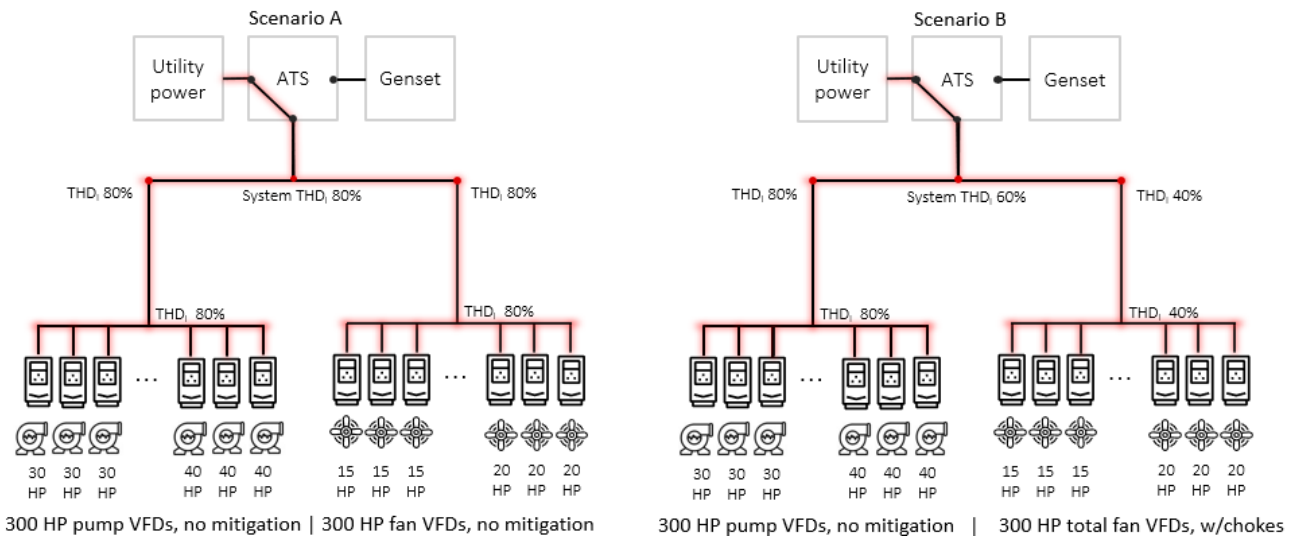 Scenario A
Utility
power
ATS
Genset
THDI 80%
System THDI 80%
THDI 80%
THDI 80%
THDI 80%
...
...
30
HP
30
HP
30
HP
40
HP
40
HP
40
HP
15
HP
15
HP
15
HP
20
HP
20
HP
20
HP
300 HP pump VFDs, no mitigation | 300 HP fan VFDs, no mitigation
Scenario B
Utility
power
ATS
Genset
THDI 80%
System THDI 60%
THDI 40%
THDI 80%
THDI 40%
...
...
30
HP
30
HP
30
HP
40
HP
40
HP
40
HP
15
HP
15
HP
15
HP
20
HP
20
HP
20
HP
300 HP pump VFDs, no mitigation | 300 HP total fan VFDs, w/chokes